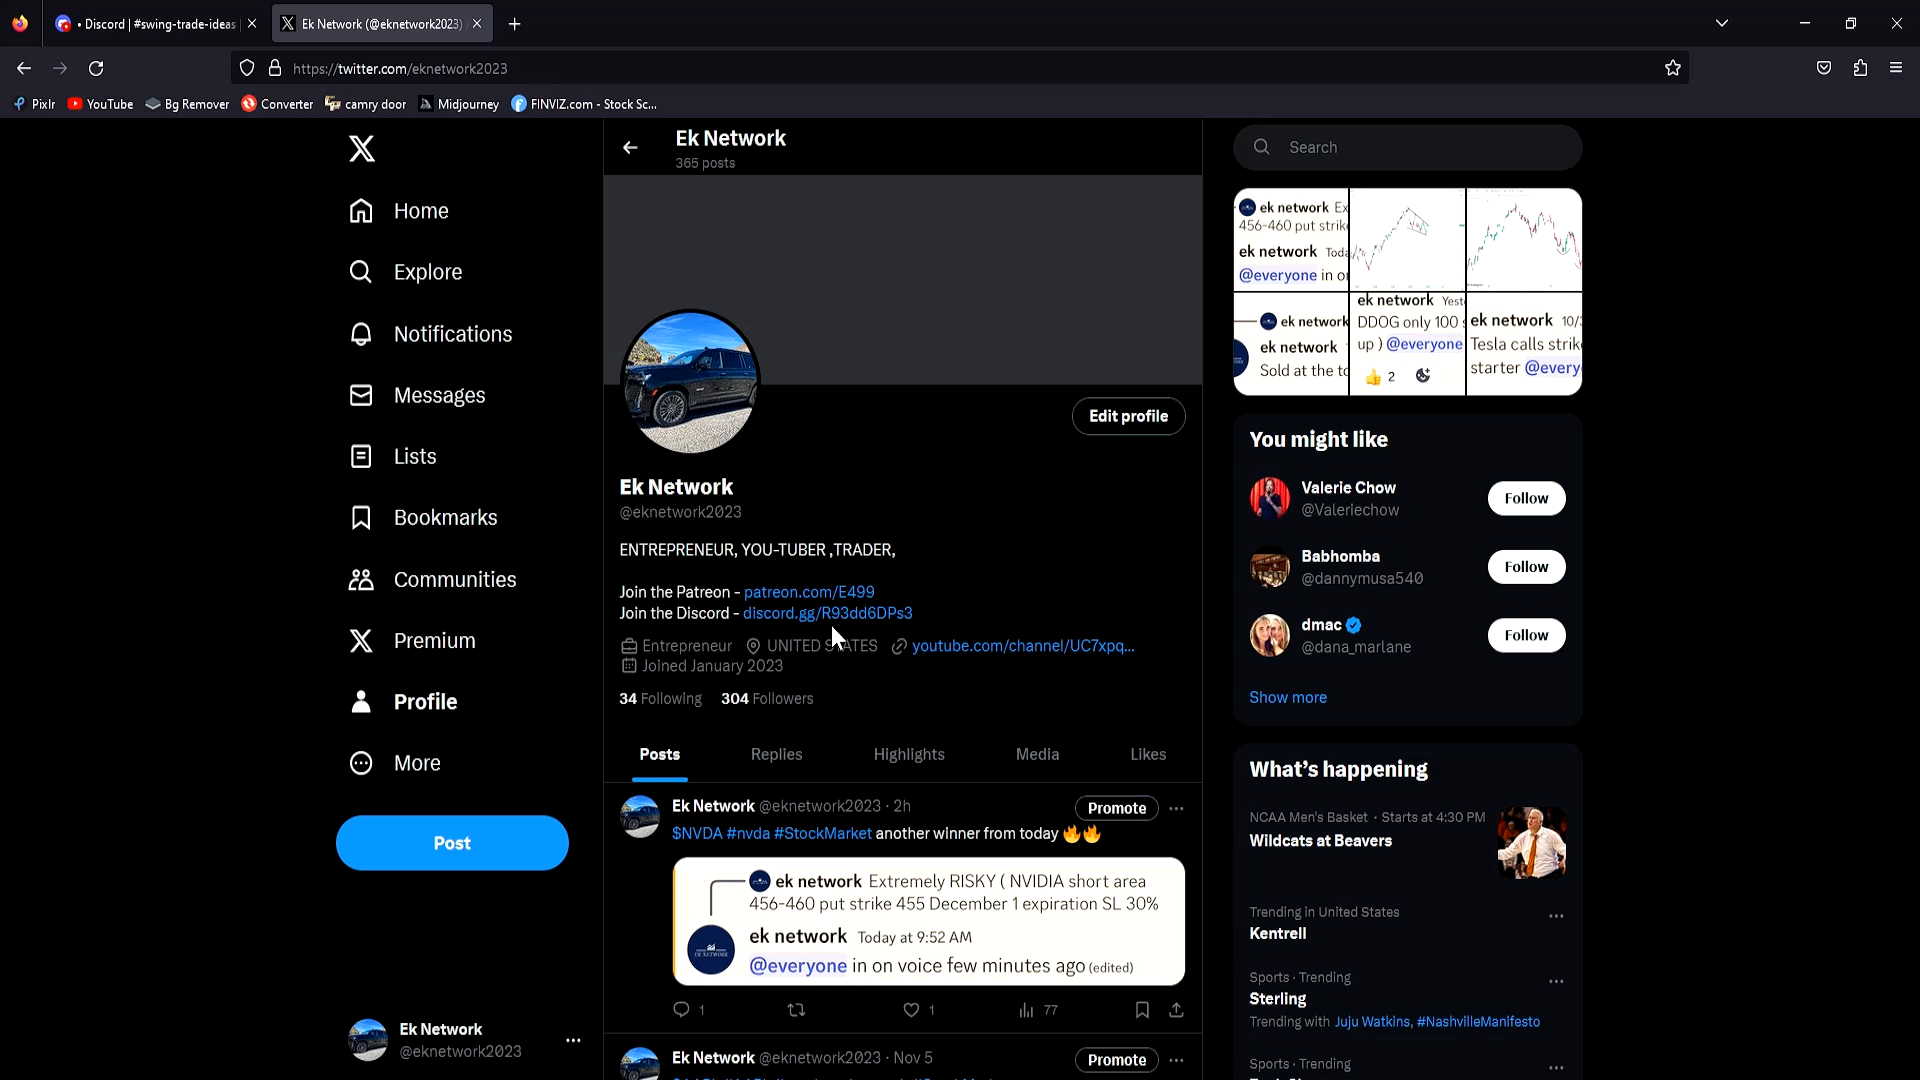 • Discord | #swing-trade-ideas
Ek Network (@eknetwork2023)
https://twitter.com/eknetwork2023
Pixlr
YouTube
Bg Remover
Converter
camry door
Midjourney
FINVIZ.com - Stock Sc...
X
Home
Explore
Notifications
Messages
Lists
Bookmarks
Communities
Premium
Profile
More
Post
Ek Network
@eknetwork2023
Ek Network
365 posts
Edit profile
Ek Network
@eknetwork2023
ENTREPRENEUR, YOU-TUBER ,TRADER,
Join the Patreon - patreon.com/E499
Join the Discord - discord.gg/R93dd6DPs3
Entrepreneur UNITED STATES youtube.com/channel/UC7xpq...
Joined January 2023
34 Following 304 Followers
Posts Replies Highlights Media Likes
Ek Network @eknetwork2023 · 2h
Promote
$NVDA #nvda #StockMarket another winner from today 🔥🔥
ek network Extremely RISKY ( NVIDIA short area
456-460 put strike 455 December 1 expiration SL 30%
EK NETWORK
ek network Today at 9:52 AM
@everyone in on voice few minutes ago (edited)
1 1 77
Ek Network @eknetwork2023 · Nov 5
Promote
Search
ek network Ex
456-460 put strik
ek network Toda
@everyone in o
ek network
ek network
Sold at the to
ek network Yest
DDOG only 100
up ) @everyone
👍 2
ek network 10/
Tesla calls strik
starter @every
You might like
Valerie Chow
@Valeriechow
Follow
Babhomba
@dannymusa540
Follow
dmac
@dana_marlane
Follow
Show more
What's happening
NCAA Men's Basket · Starts at 4:30 PM
Wildcats at Beavers
Trending in United States
Kentrell
Sports · Trending
Sterling
Trending with Juju Watkins, #NashvilleManifesto
Sports · Trending